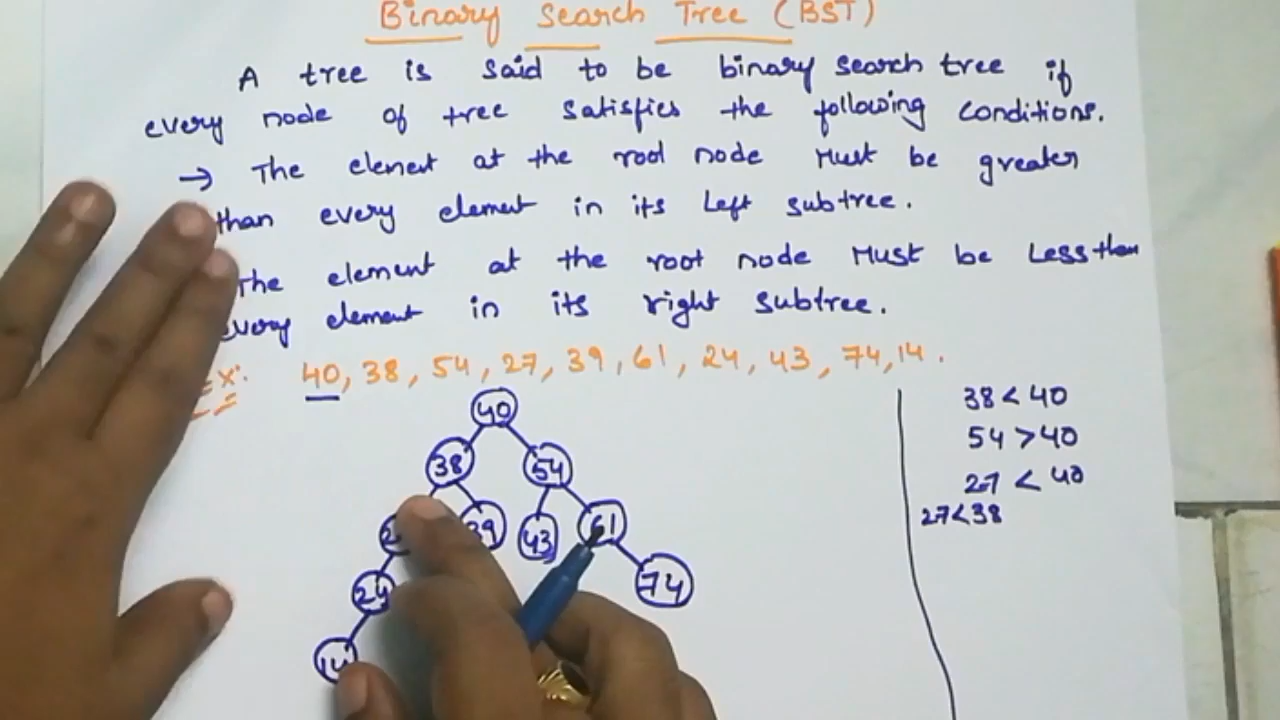 Binary Search Tree (BST)
A tree is said to be binary search tree if
every node of tree satisfies the following conditions.
→ The element at the root node Must be greater
than every element in its Left subtree.
The element at the root node Must be Less than
every element in its right subtree.
Ex: 40, 38, 54, 27, 39, 61, 24, 43, 74, 14.
40
38 54
39 43 61
24 74
14
38 < 40
54 > 40
27 < 40
27 < 38